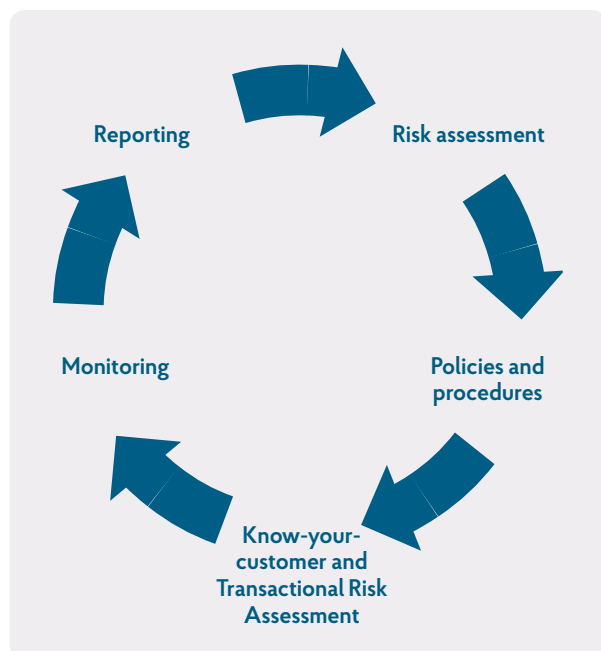 Reporting
Risk assessment
Monitoring
Policies and
procedures
Know-your-
customer and
Transactional Risk
Assessment